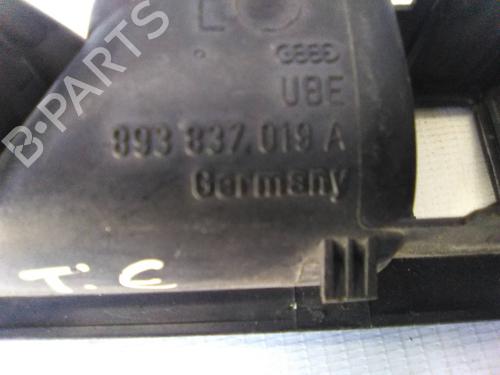 L
UBE
893 837.019 A
Germany
T.C
B-PARTS